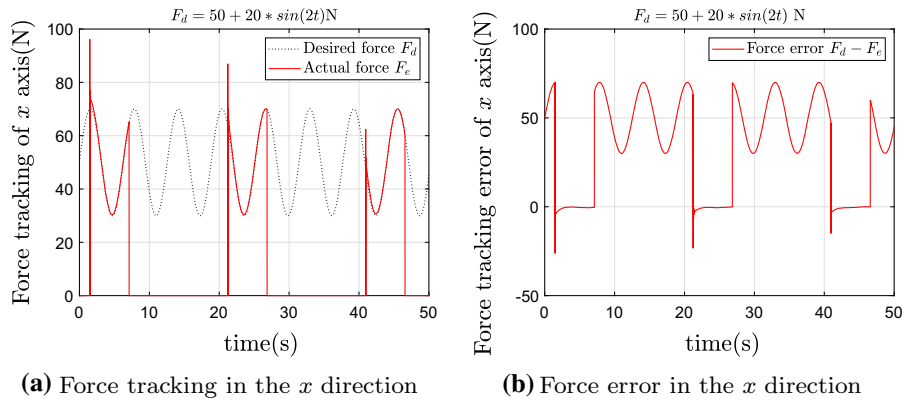 F_d = 50 + 20 * sin(2t)N
Force tracking of x axis(N)
100
80
60
40
20
0
Desired force F_d
Actual force F_e
0 10 20 30 40 50
time(s)
(a) Force tracking in the x direction
F_d = 50 + 20 * sin(2t) N
Force tracking error of x axis(N)
100
50
0
-50
Force error F_d − F_e
0 10 20 30 40 50
time(s)
(b) Force error in the x direction